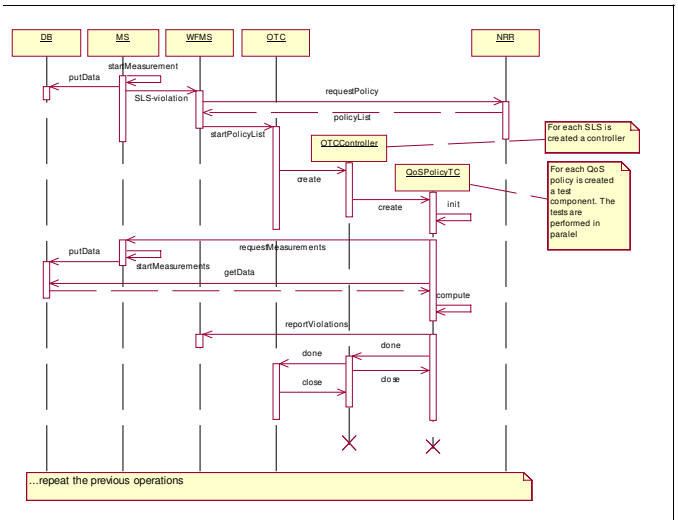 DB
MS
WFMS
OTC
NRR
startMeasurement
putData
SLS-violation
requestPolicy
policyList
startPolicyList
OTCController
For each SLS is
created a controller
QoSPolicyTC
For each QoS
policy is created
a test
component. The
tests are
performed in
paralel
create
create
init
putData
requestMeasurements
startMeasurements
getData
compute
reportViolations
done
done
close
close
...repeat the previous operations